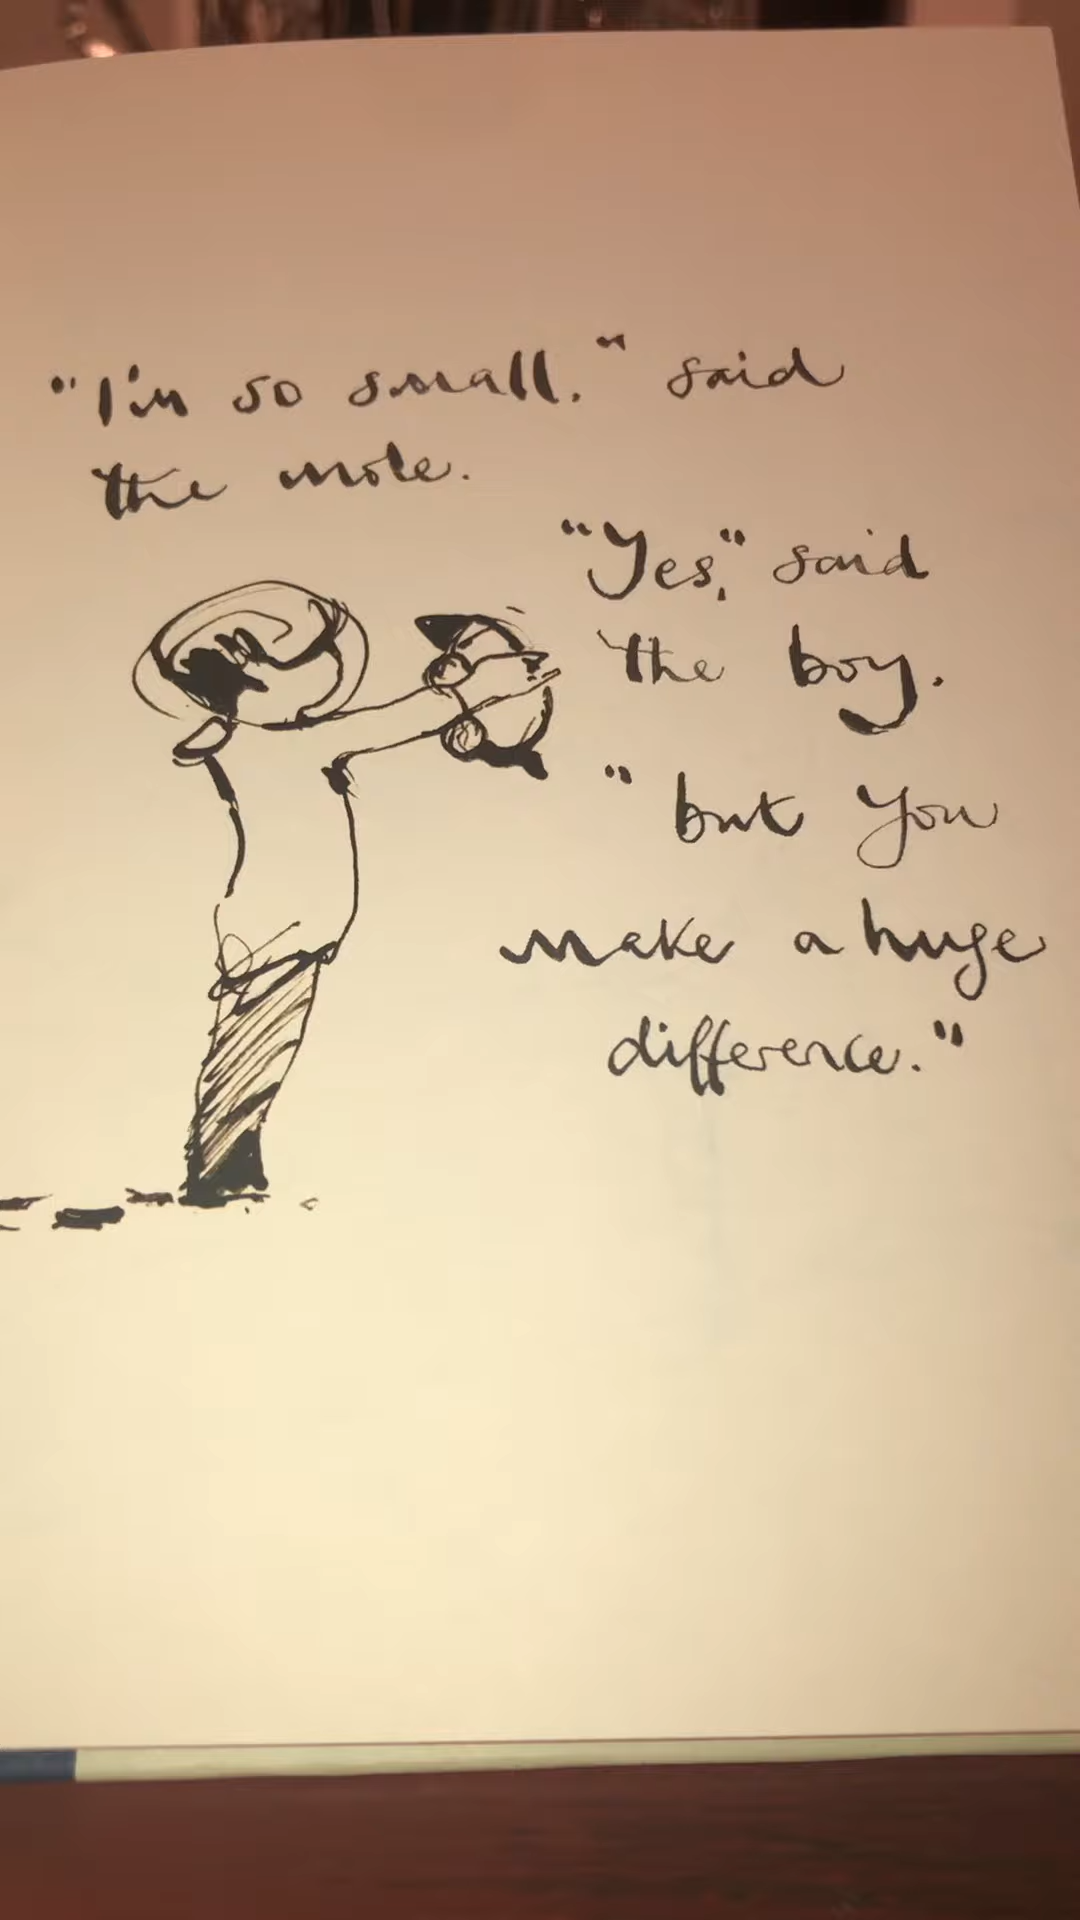 "I'm so small." said
the mole.
"Yes," said
the boy.
"but you
make a huge
difference."